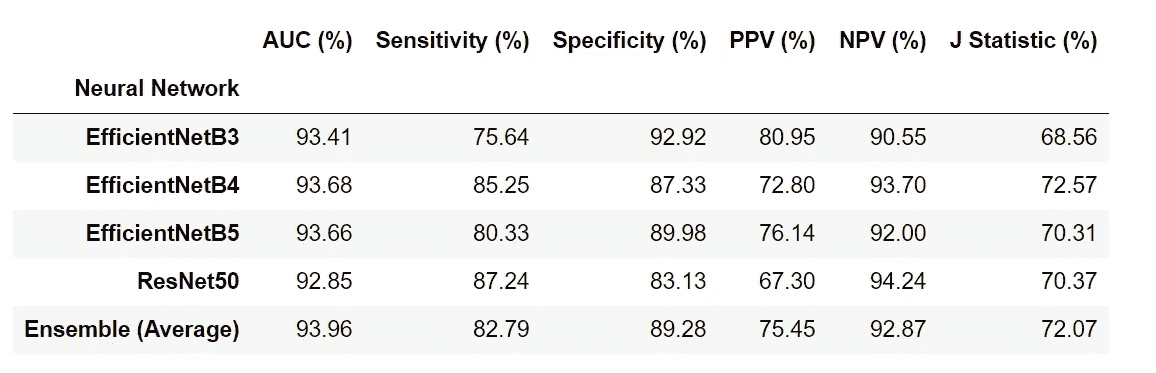 AUC (%) Sensitivity (%) Specificity (%) PPV (%) NPV (%) J Statistic (%)
Neural Network
EfficientNetB3 93.41 75.64 92.92 80.95 90.55 68.56
EfficientNetB4 93.68 85.25 87.33 72.80 93.70 72.57
EfficientNetB5 93.66 80.33 89.98 76.14 92.00 70.31
ResNet50 92.85 87.24 83.13 67.30 94.24 70.37
Ensemble (Average) 93.96 82.79 89.28 75.45 92.87 72.07